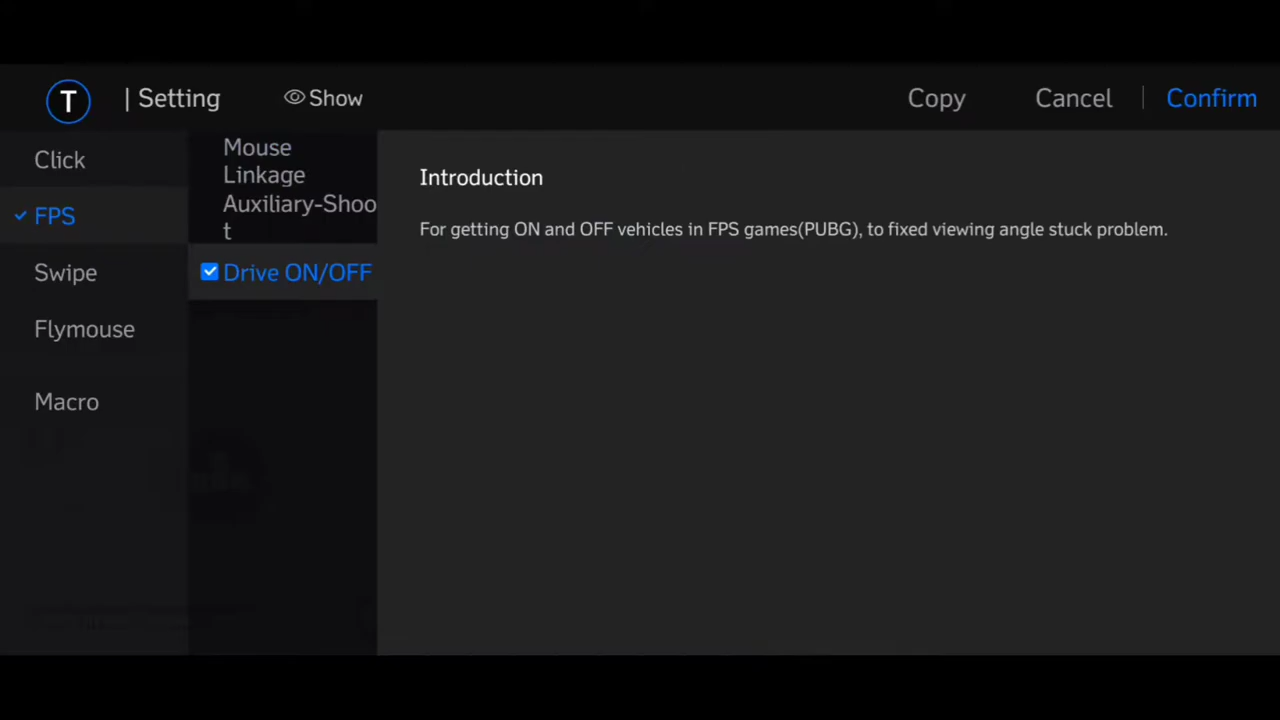 T
| Setting
Show
Copy
Cancel
|
Confirm
Click
FPS
Swipe
Flymouse
Macro
Mouse
Linkage
Auxiliary-Shoo
t
Drive ON/OFF
Introduction
For getting ON and OFF vehicles in FPS games(PUBG), to fixed viewing angle stuck problem.